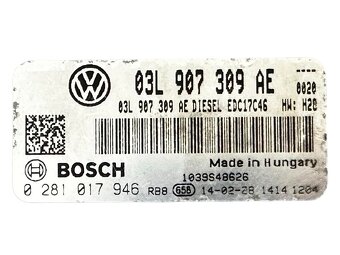 03L 907 309 AE
0020
03L 907 309 AE DIESEL EDC17C46 HW: H20
BOSCH
Made in Hungary
1039S48626
0 281 017 946 RB8 658 14-02-28 1414 1204